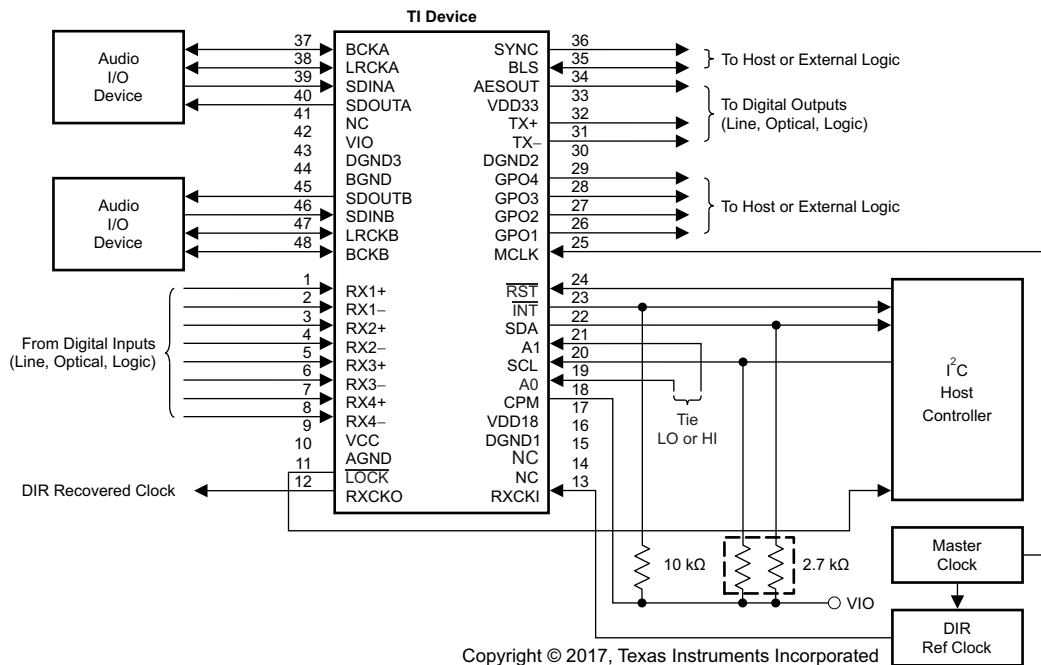 TI Device
Audio
I/O
Device
37
38
39
40
41
42
43
44
45
46
47
48
BCKA
LRCKA
SDINA
SDOUTA
NC
VIO
DGND3
BGND
SDOUTB
SDINB
LRCKB
BCKB
SYNC
BLS
AESOUT
VDD33
TX+
TX–
DGND2
GPO4
GPO3
GPO2
GPO1
MCLK
36
35
34
33
32
31
30
29
28
27
26
25
To Host or External Logic
To Digital Outputs
(Line, Optical, Logic)
To Host or External Logic
Audio
I/O
Device
From Digital Inputs
(Line, Optical, Logic)
1
2
3
4
5
6
7
8
9
10
11
12
RX1+
RX1–
RX2+
RX2–
RX3+
RX3–
RX4+
RX4–
VCC
AGND
LOCK
RXCKO
RST
INT
SDA
A1
SCL
A0
CPM
VDD18
DGND1
NC
NC
RXCKI
24
23
22
21
20
19
18
17
16
15
14
13
Tie
LO or HI
I2C
Host
Controller
DIR Recovered Clock
10 kΩ
2.7 kΩ
VIO
Master
Clock
DIR
Ref Clock
Copyright © 2017, Texas Instruments Incorporated